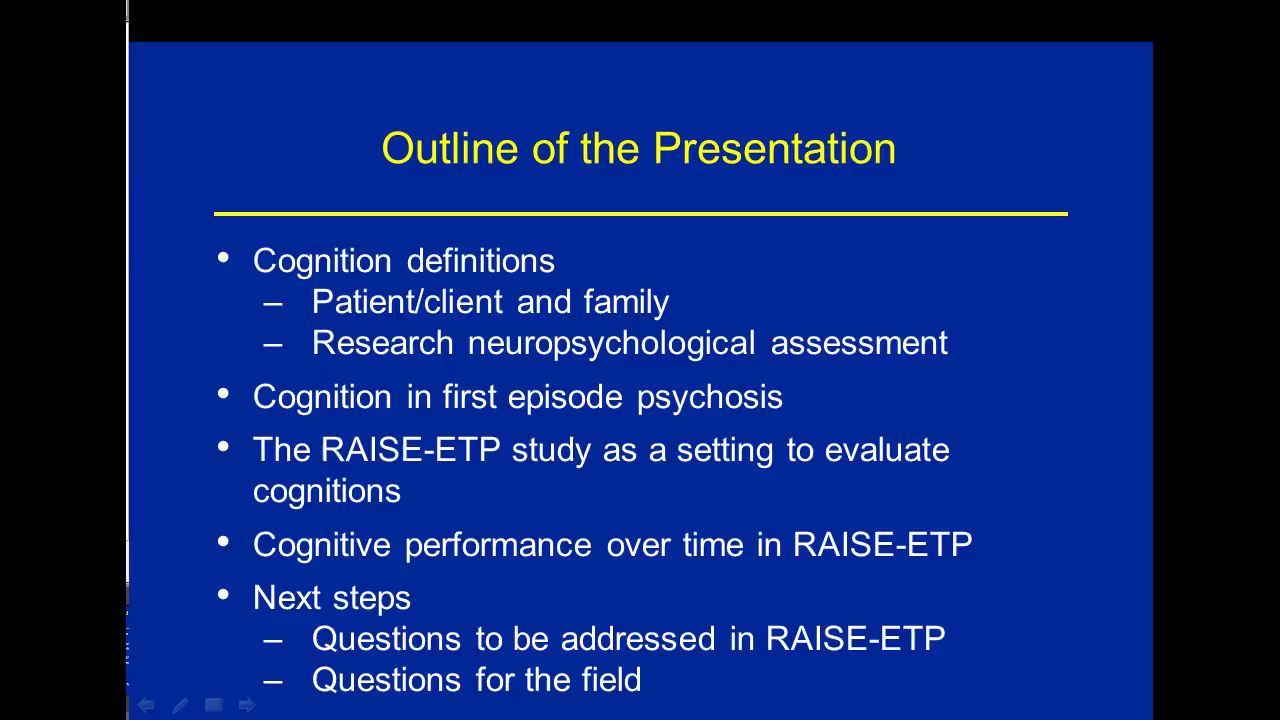 Outline of the Presentation
• Cognition definitions
– Patient/client and family
– Research neuropsychological assessment
• Cognition in first episode psychosis
• The RAISE-ETP study as a setting to evaluate
cognitions
• Cognitive performance over time in RAISE-ETP
• Next steps
– Questions to be addressed in RAISE-ETP
– Questions for the field